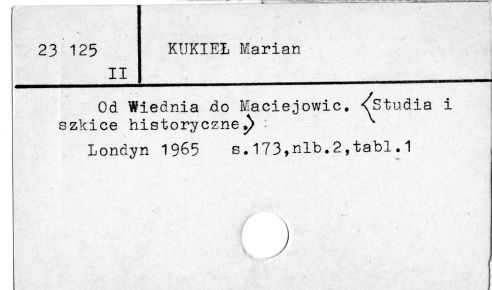 23 125
II
KUKIEŁ Marian
Od Wiednia do Maciejowic. <Studia i
szkice historyczne.>
Londyn 1965 s.173,nlb.2,tabl.1